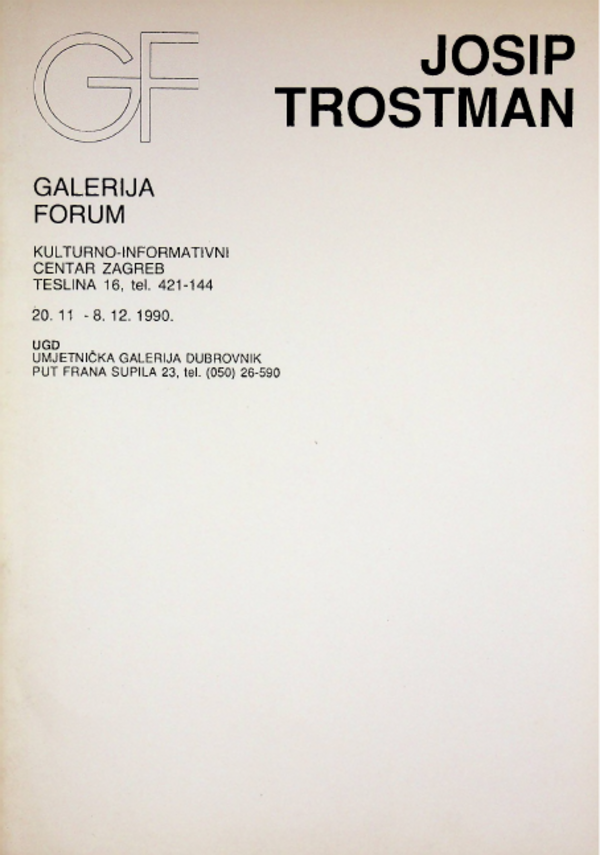 GF
JOSIP
TROSTMAN
GALERIJA
FORUM
KULTURNO-INFORMATIVNI
CENTAR ZAGREB
TESLINA 16, tel. 421-144
20. 11 - 8. 12. 1990.
UGD
UMJETNIČKA GALERIJA DUBROVNIK
PUT FRANA SUPILA 23, tel. (050) 26-590